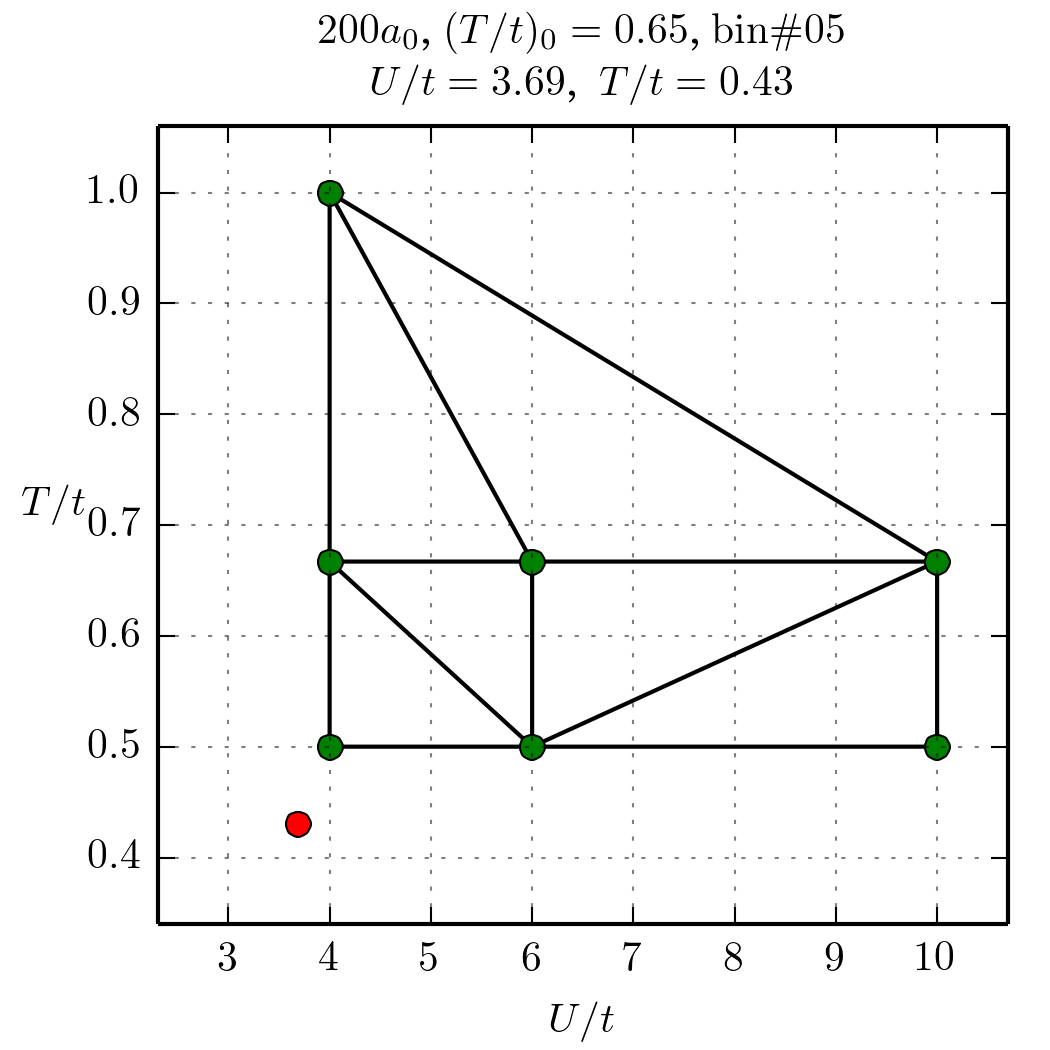 200a₀, (T/t)₀ = 0.65, bin#05
U/t = 3.69, T/t = 0.43
1.0
0.9
0.8
T/t
0.7
0.6
0.5
0.4
3 4 5 6 7 8 9 10
U/t